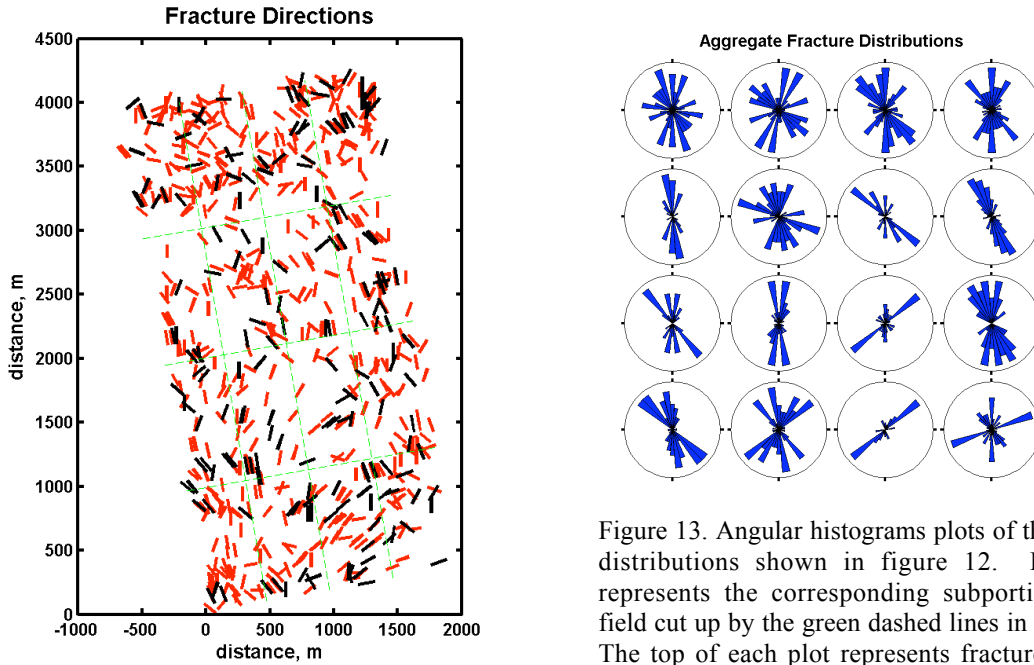 Fracture Directions
4500
4000
3500
3000
2500
2000
1500
1000
500
0
distance, m
-1000
-500
0
500
1000
1500
2000
distance, m
Aggregate Fracture Distributions
Figure 13. Angular histograms plots of th
distributions shown in figure 12.
represents the corresponding subporti
field cut up by the green dashed lines in
The top of each plot represents fractur